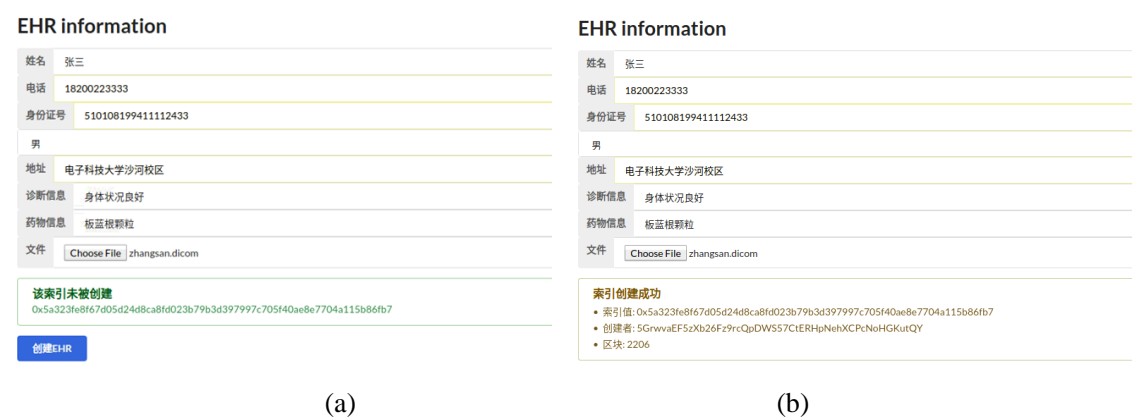 EHR information
姓名 张三
电话 18200223333
身份证号 510108199411112433
男
地址 电子科技大学沙河校区
诊断信息 身体状况良好
药物信息 板蓝根颗粒
文件 Choose File zhangsan.dicom
该索引未被创建
0x5a323fe8f67d05d24d8ca8fd023b79b3d397997c705f40ae8e7704a115b86fb7
创建EHR
(a)
EHR information
姓名 张三
电话 18200223333
身份证号 510108199411112433
男
地址 电子科技大学沙河校区
诊断信息 身体状况良好
药物信息 板蓝根颗粒
文件 Choose File zhangsan.dicom
索引创建成功
• 索引值: 0x5a323fe8f67d05d24d8ca8fd023b79b3d397997c705f40ae8e7704a115b86fb7
• 创建者: 5GrwvaEF5zXb26Fz9rcQpDWS57CtERHpNehXCPcNoHGKutQY
• 区块: 2206
(b)